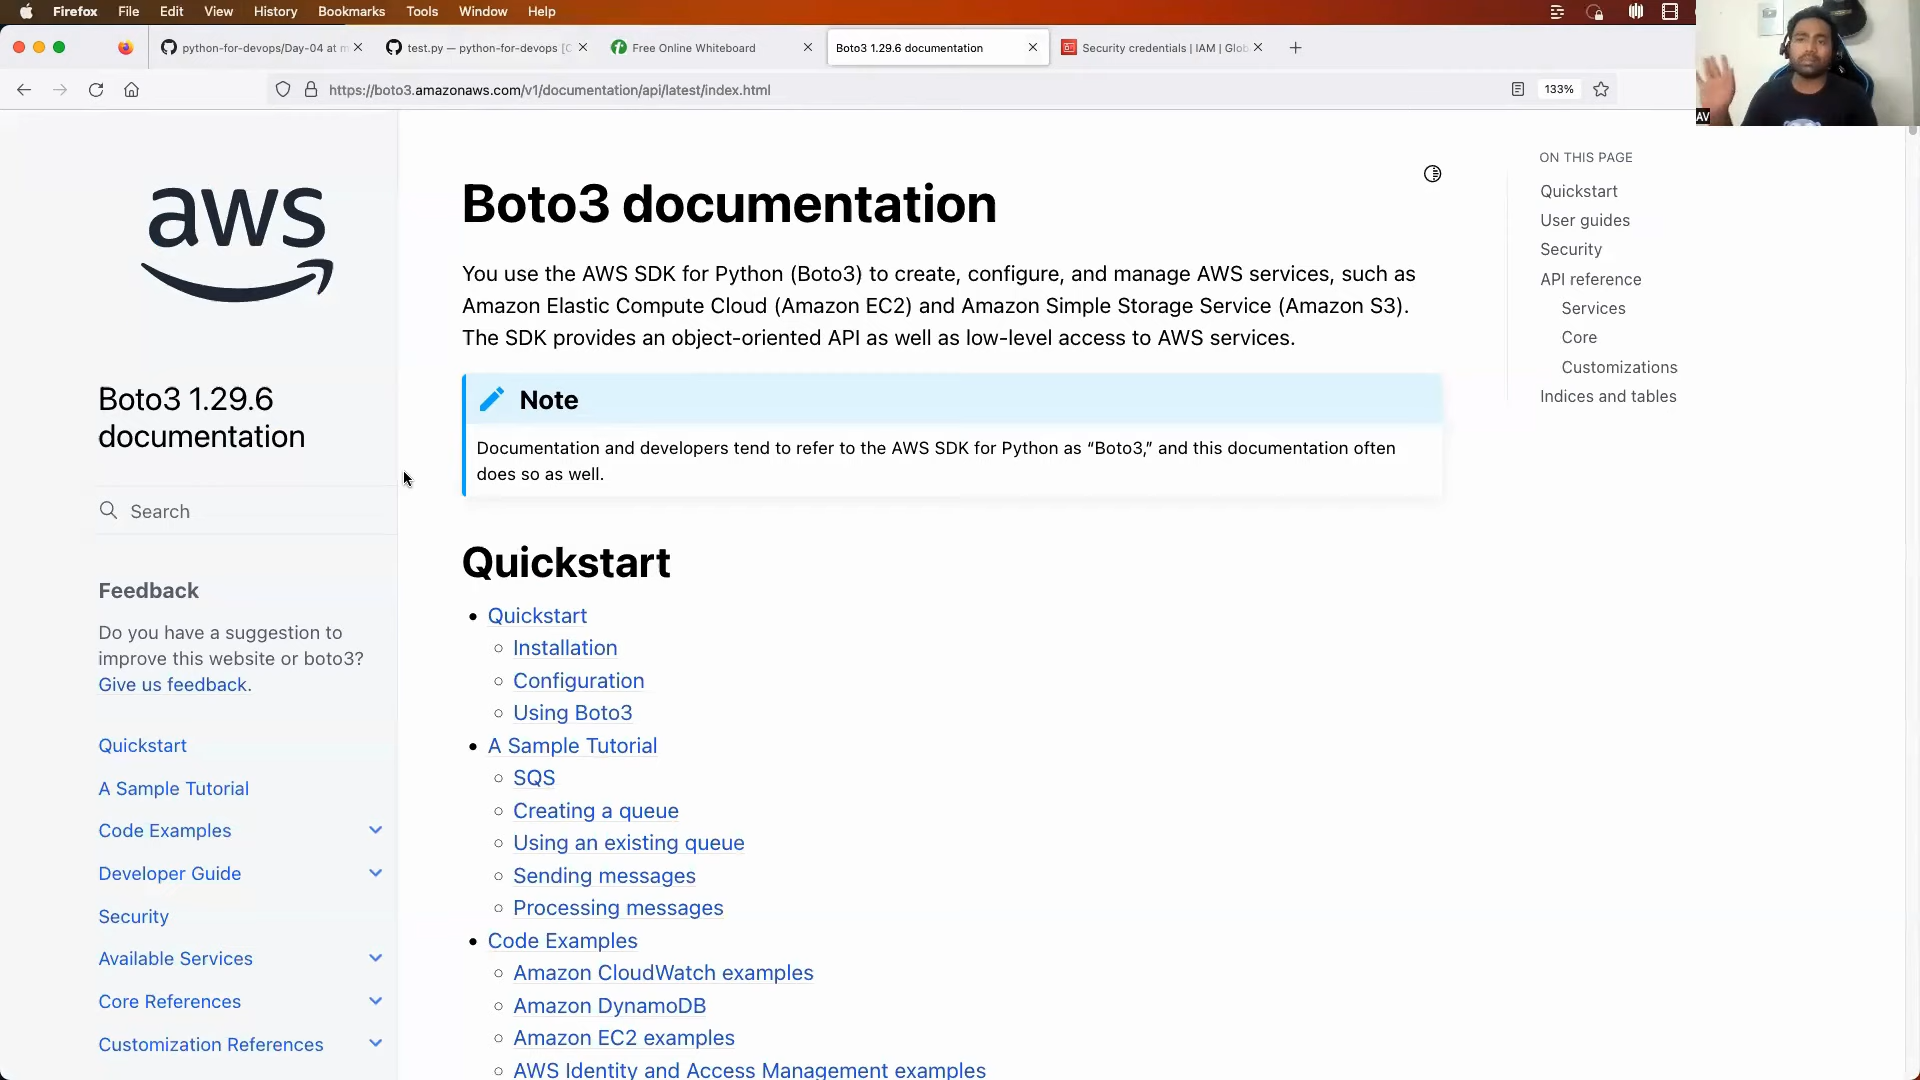 Firefox File Edit View History Bookmarks Tools Window Help
python-for-devops/Day-04 at m
test.py — python-for-devops [C
Free Online Whiteboard
Boto3 1.29.6 documentation
Security credentials | IAM | Glob
https://boto3.amazonaws.com/v1/documentation/api/latest/index.html
133%
AV
aws
Boto3 1.29.6
documentation
Search
Feedback
Do you have a suggestion to
improve this website or boto3?
Give us feedback.
Quickstart
A Sample Tutorial
Code Examples
Developer Guide
Security
Available Services
Core References
Customization References
Boto3 documentation
You use the AWS SDK for Python (Boto3) to create, configure, and manage AWS services, such as
Amazon Elastic Compute Cloud (Amazon EC2) and Amazon Simple Storage Service (Amazon S3).
The SDK provides an object-oriented API as well as low-level access to AWS services.
Note
Documentation and developers tend to refer to the AWS SDK for Python as “Boto3,” and this documentation often
does so as well.
Quickstart
• Quickstart
◦ Installation
◦ Configuration
◦ Using Boto3
• A Sample Tutorial
◦ SQS
◦ Creating a queue
◦ Using an existing queue
◦ Sending messages
◦ Processing messages
• Code Examples
◦ Amazon CloudWatch examples
◦ Amazon DynamoDB
◦ Amazon EC2 examples
◦ AWS Identity and Access Management examples
ON THIS PAGE
Quickstart
User guides
Security
API reference
Services
Core
Customizations
Indices and tables